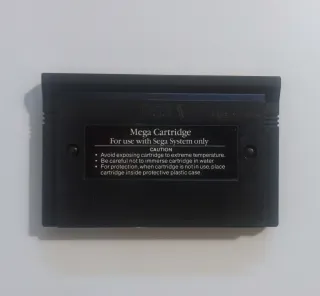 Mega Cartridge
For use with Sega System only
CAUTION
• Avoid exposing cartridge to extreme temperature.
• Be careful not to immerse cartridge in water
• For protection, when cartridge is not in use, place
cartridge inside protective plastic case.